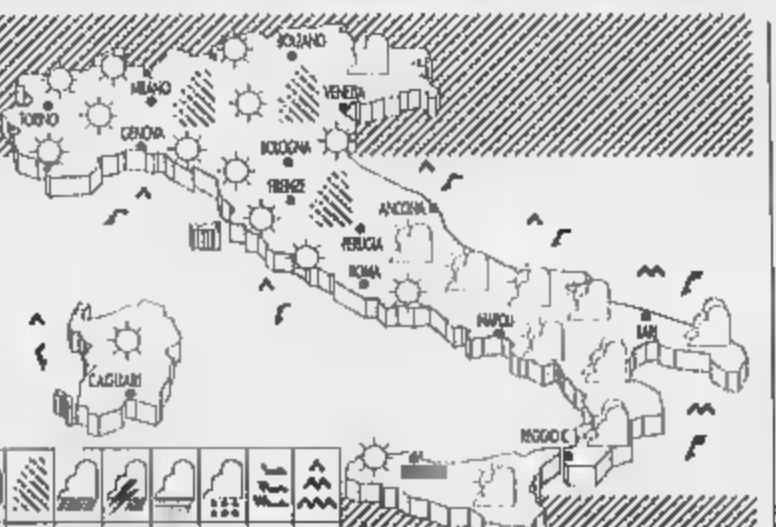 BOLZANO
MILANO
VENEZIA
TORINO
GENOVA
BOLOGNA
FIRENZE
ANCONA
PERUGIA
ROMA
NAPOLI
BARI
CAGLIARI
REGGIO C.